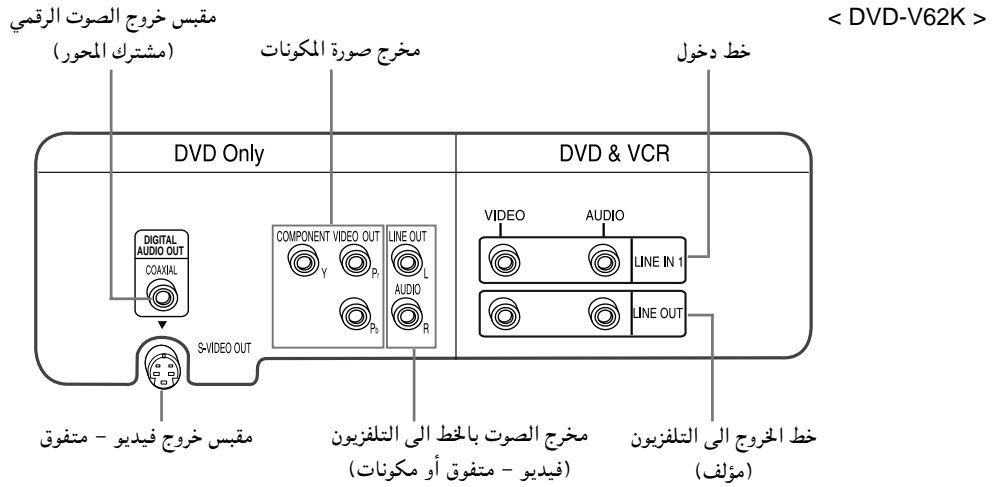 < DVD-V62K >
مقبس خروج الصوت الرقمي
(مشترك المحور)
مخرج صورة المكونات
خط دخول
DVD Only
DVD & VCR
DIGITAL
AUDIO OUT
COAXIAL
S-VIDEO OUT
COMPONENT VIDEO OUT
Y
Pr
Pb
LINE OUT
L
AUDIO
R
VIDEO
AUDIO
LINE IN 1
LINE OUT
مقبس خروج فيديو – متفوق
مخرج الصوت بالخط الى التلفزيون
(فيديو – متفوق أو مكونات)
خط الخروج الى التلفزيون
(مؤلف)